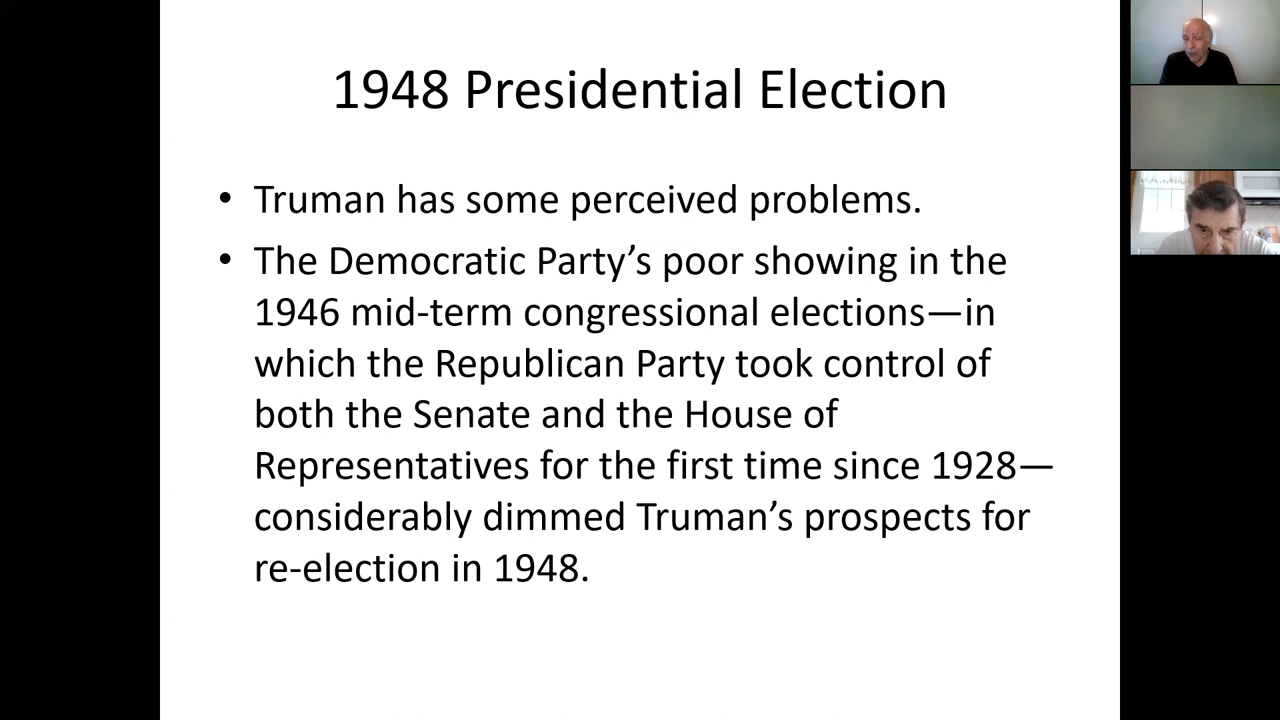 1948 Presidential Election
• Truman has some perceived problems.
• The Democratic Party’s poor showing in the
1946 mid-term congressional elections—in
which the Republican Party took control of
both the Senate and the House of
Representatives for the first time since 1928—
considerably dimmed Truman’s prospects for
re-election in 1948.